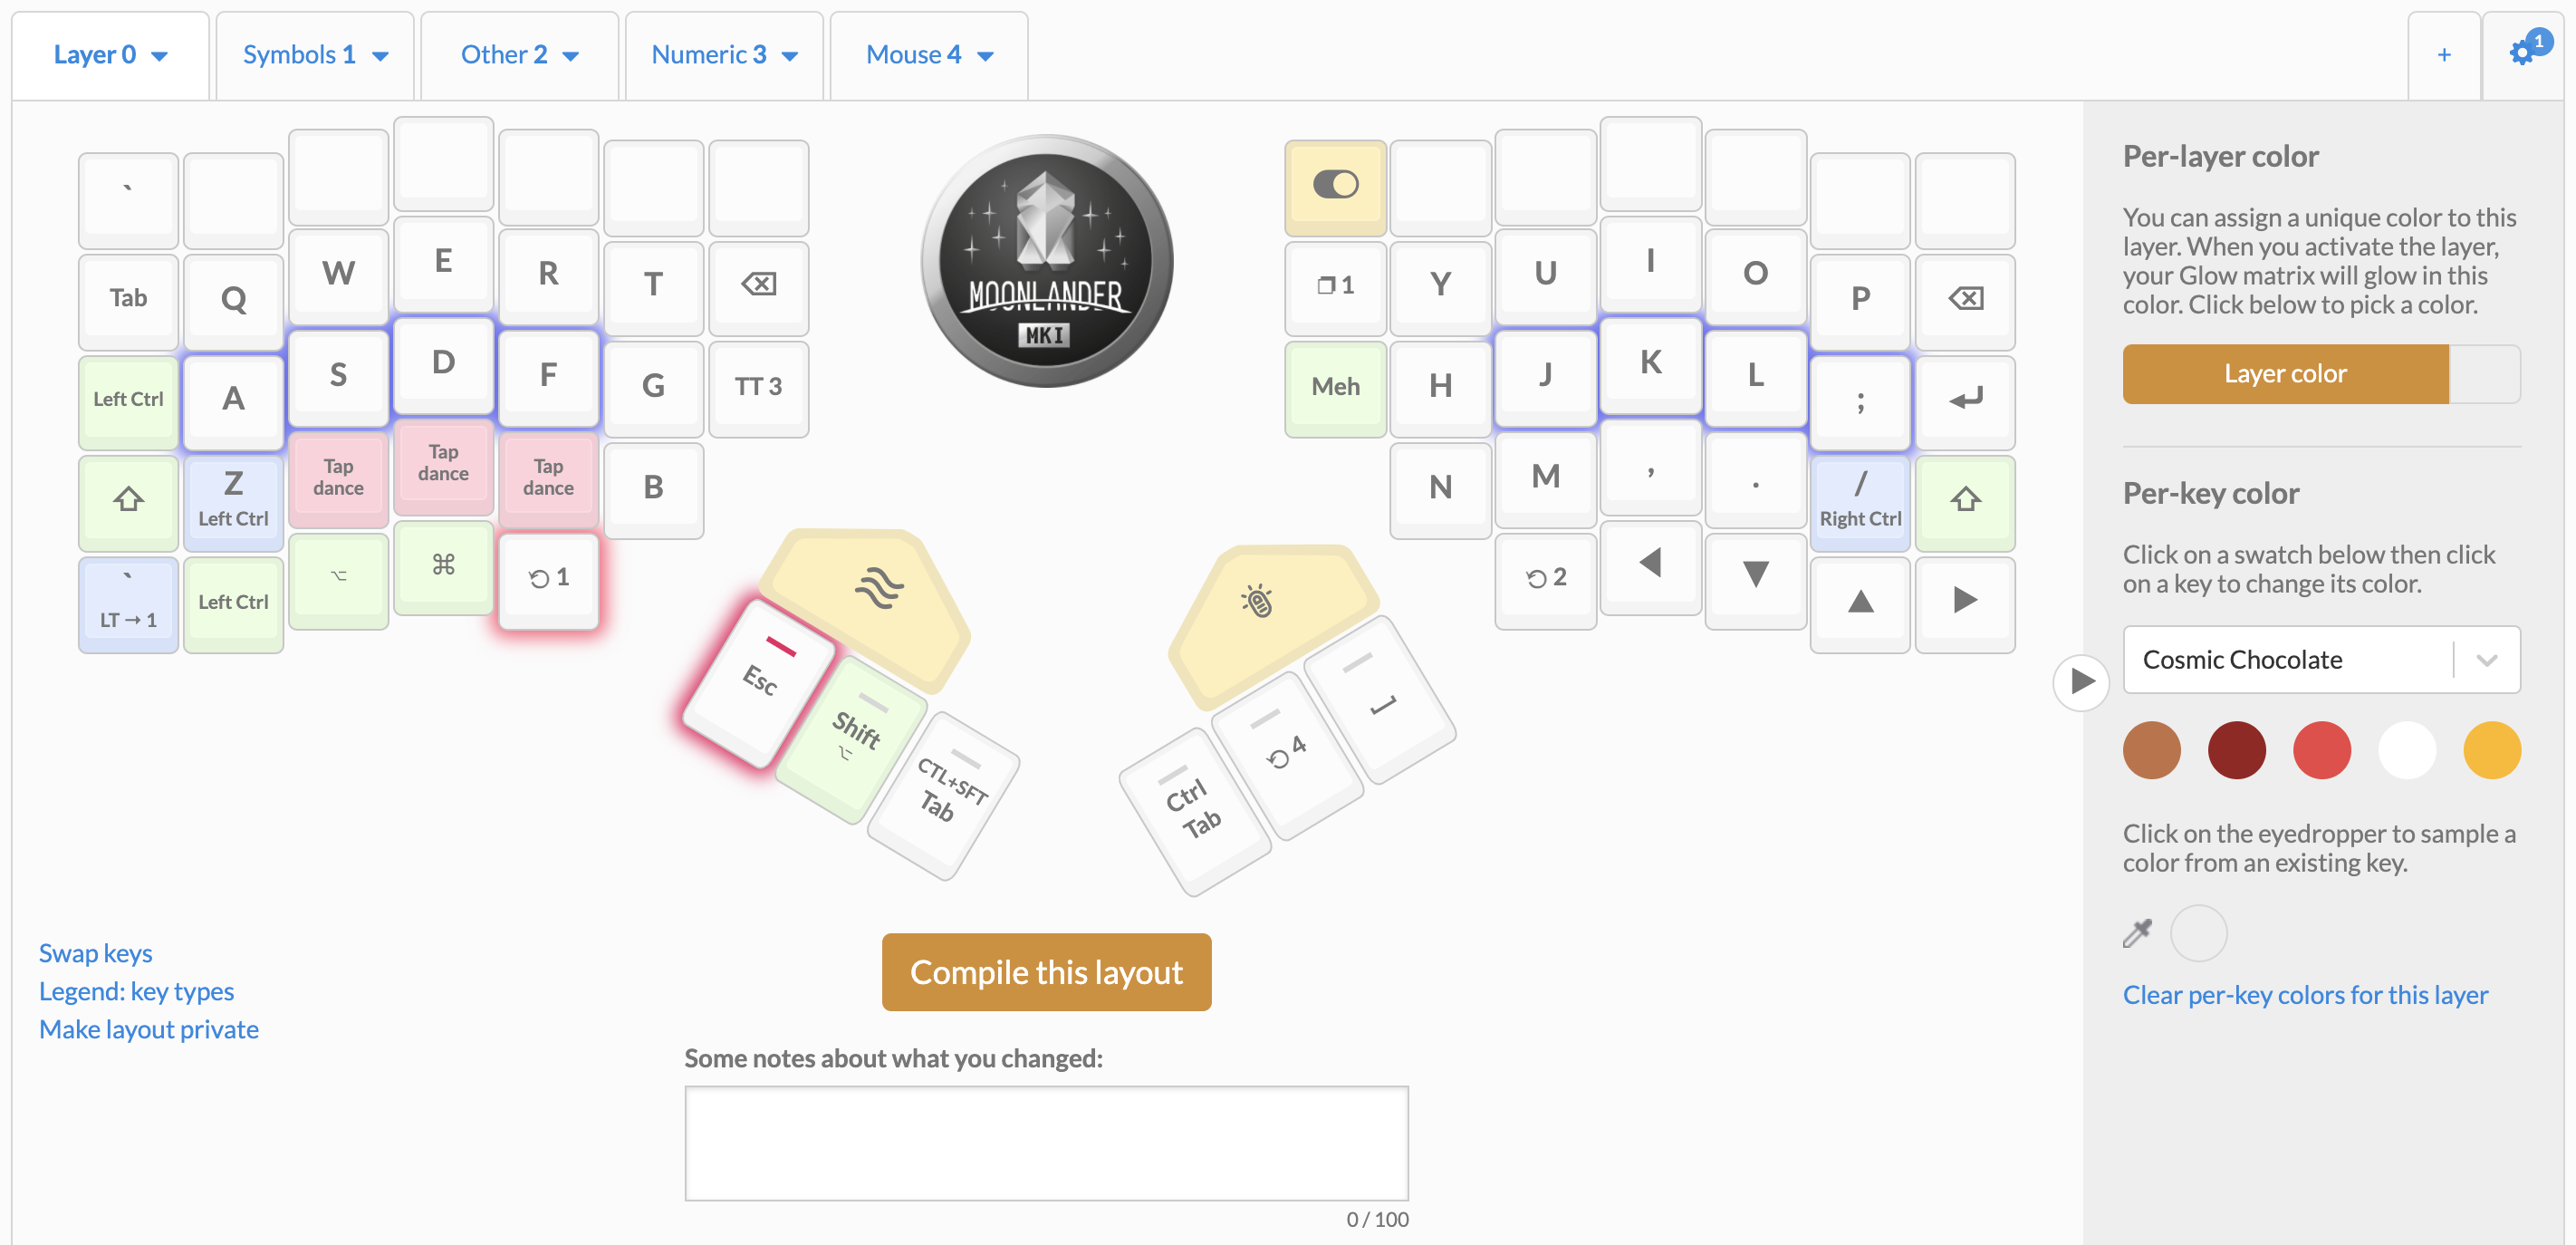 Layer 0
Symbols 1
Other 2
Numeric 3
Mouse 4
+
1
`
Tab
Q
W
E
R
T
Left Ctrl
A
S
D
F
G
TT 3
Z
Left Ctrl
Tap
dance
Tap
dance
Tap
dance
B
`
LT → 1
Left Ctrl
⌥
⌘
1
Esc
Shift
⌥
CTL+SFT
Tab
MOONLANDER
MKI
1
Y
U
I
O
P
Meh
H
J
K
L
;
N
M
,
.
/
Right Ctrl
2
Ctrl
Tab
4
Swap keys
Legend: key types
Make layout private
Compile this layout
Some notes about what you changed:
0 / 100
Per-layer color
You can assign a unique color to this
layer. When you activate the layer,
your Glow matrix will glow in this
color. Click below to pick a color.
Layer color
Per-key color
Click on a swatch below then click
on a key to change its color.
Cosmic Chocolate
Click on the eyedropper to sample a
color from an existing key.
Clear per-key colors for this layer